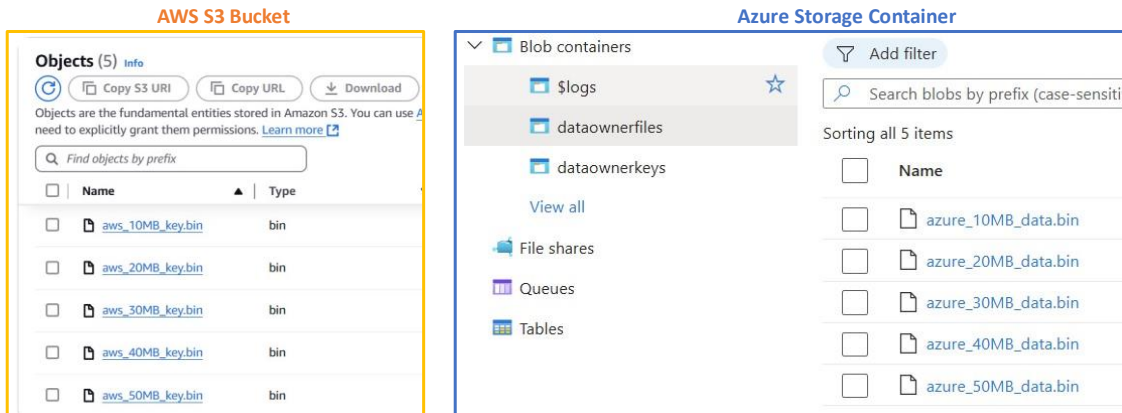 AWS S3 Bucket
Objects (5) Info
Copy S3 URI Copy URL Download
Objects are the fundamental entities stored in Amazon S3. You can use A
need to explicitly grant them permissions. Learn more
Find objects by prefix
Name Type
aws_10MB_key.bin bin
aws_20MB_key.bin bin
aws_30MB_key.bin bin
aws_40MB_key.bin bin
aws_50MB_key.bin bin
Azure Storage Container
Blob containers
$logs
dataownerfiles
dataownerkeys
View all
File shares
Queues
Tables
Add filter
Search blobs by prefix (case-sensiti
Sorting all 5 items
Name
azure_10MB_data.bin
azure_20MB_data.bin
azure_30MB_data.bin
azure_40MB_data.bin
azure_50MB_data.bin